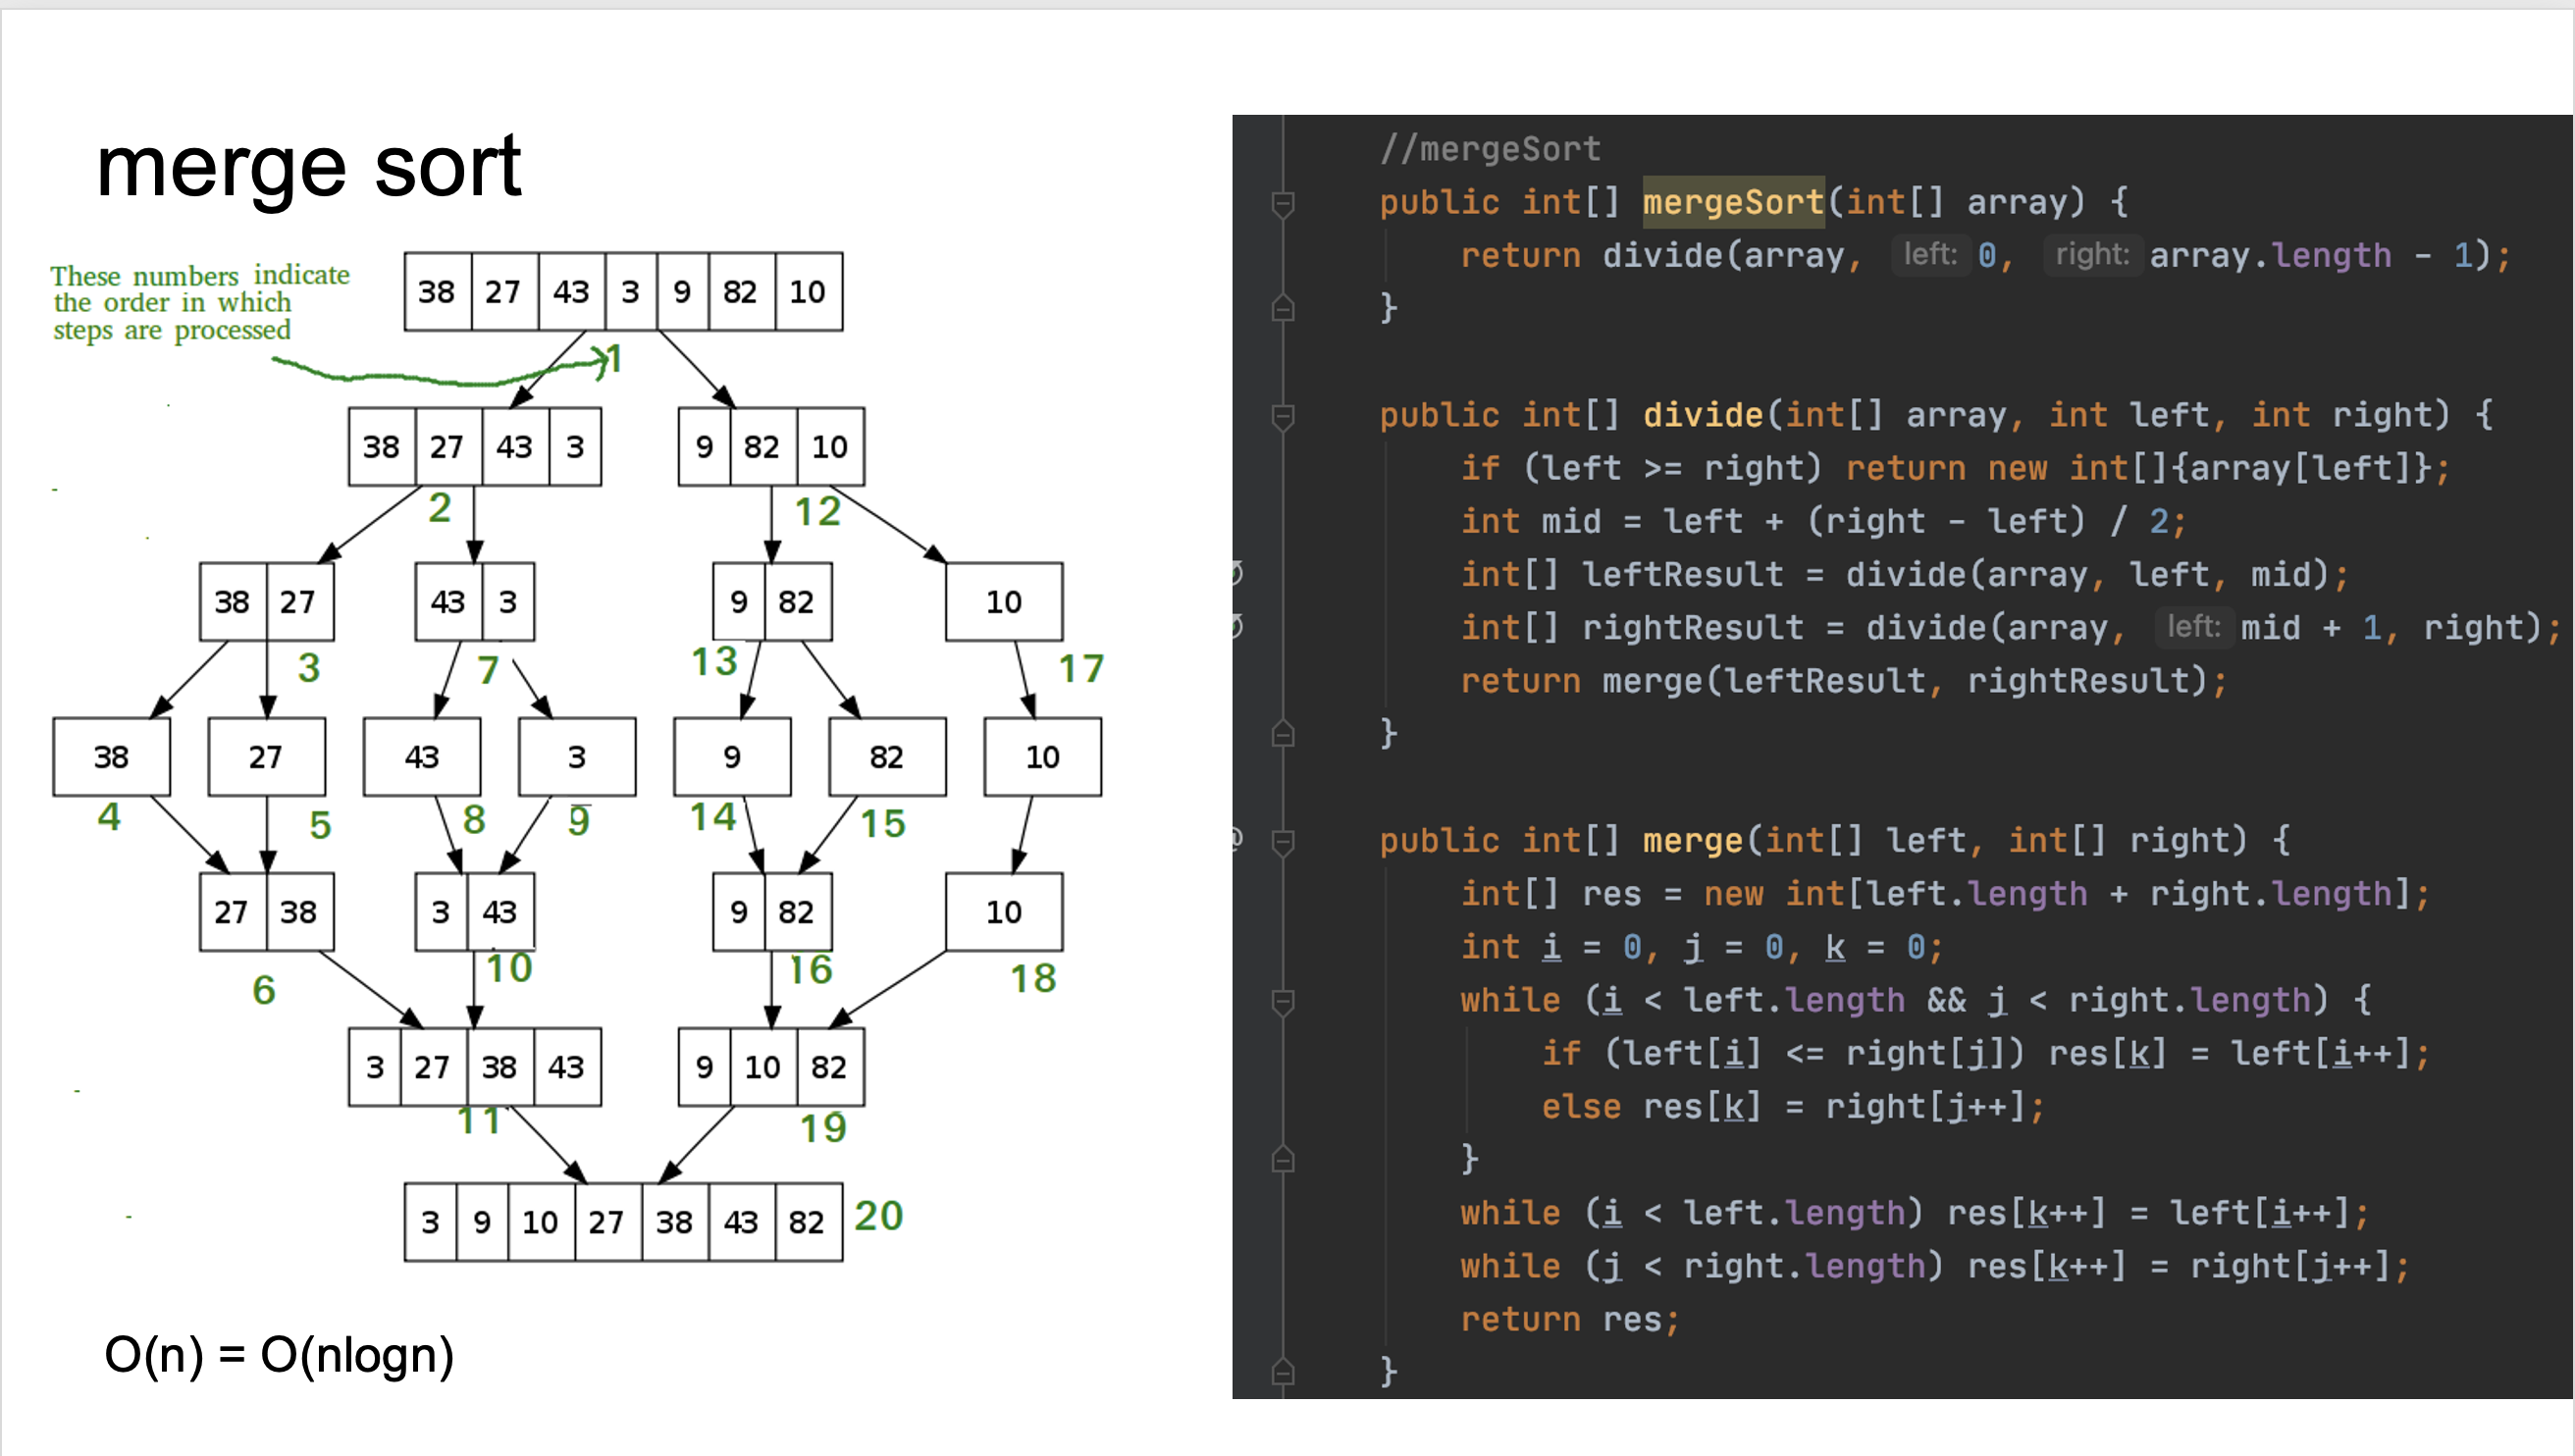 merge sort
These numbers indicate
the order in which
steps are processed
38 27 43 3 9 82 10
1
38 27 43 3 9 82 10
2 12
38 27 43 3 9 82 10
3 7 13 17
38 27 43 3 9 82 10
4 5 8 9 14 15
27 38 3 43 9 82 10
6 10 16 18
3 27 38 43 9 10 82
11 19
3 9 10 27 38 43 82 20
O(n) = O(nlogn)
//mergeSort
public int[] mergeSort(int[] array) {
return divide(array, left: 0, right: array.length - 1);
}
public int[] divide(int[] array, int left, int right) {
if (left >= right) return new int[]{array[left]};
int mid = left + (right - left) / 2;
int[] leftResult = divide(array, left, mid);
int[] rightResult = divide(array, left: mid + 1, right);
return merge(leftResult, rightResult);
}
public int[] merge(int[] left, int[] right) {
int[] res = new int[left.length + right.length];
int i = 0, j = 0, k = 0;
while (i < left.length && j < right.length) {
if (left[i] <= right[j]) res[k] = left[i++];
else res[k] = right[j++];
}
while (i < left.length) res[k++] = left[i++];
while (j < right.length) res[k++] = right[j++];
return res;
}